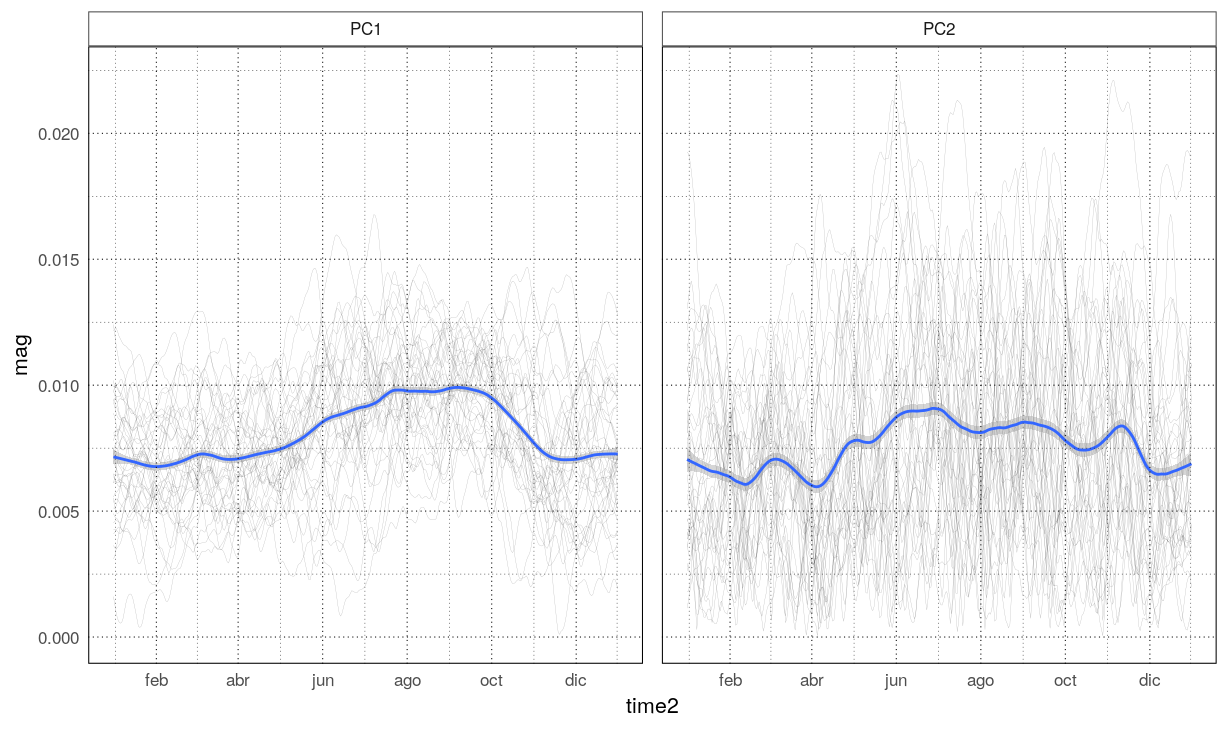 PC1
PC2
mag
0.020
0.015
0.010
0.005
0.000
feb abr jun ago oct dic
feb abr jun ago oct dic
time2